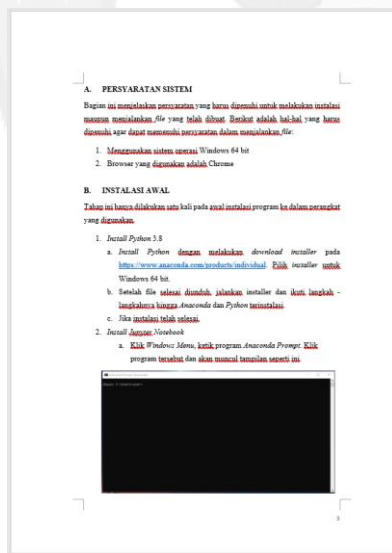 A. PERSYARATAN SISTEM
Bagian ini menjelaskan persyaratan yang harus dipenuhi untuk melakukan instalasi
maupun menjalankan file yang telah dibuat. Berikut adalah hal-hal yang harus
dipenuhi agar dapat memenuhi persyaratan dalam menjalankan file:
1. Menggunakan sistem operasi Windows 64 bit
2. Browser yang digunakan adalah Chrome
B. INSTALASI AWAL
Tahap ini hanya dilakukan satu kali pada awal instalasi program ke dalam perangkat
yang digunakan.
1. Install Python 3.8
a. Install Python dengan melakukan download installer pada
https://www.anaconda.com/products/individual. Pilih installer untuk
Windows 64 bit.
b. Setelah file selesai diunduh, jalankan installer dan ikuti langkah -
langkahnya hingga Anaconda dan Python terinstalasi.
c. Jika instalasi telah selesai.
2. Install Jupyter Notebook
a. Klik Windows Menu, ketik program Anaconda Prompt. Klik
program tersebut dan akan muncul tampilan seperti ini.
3